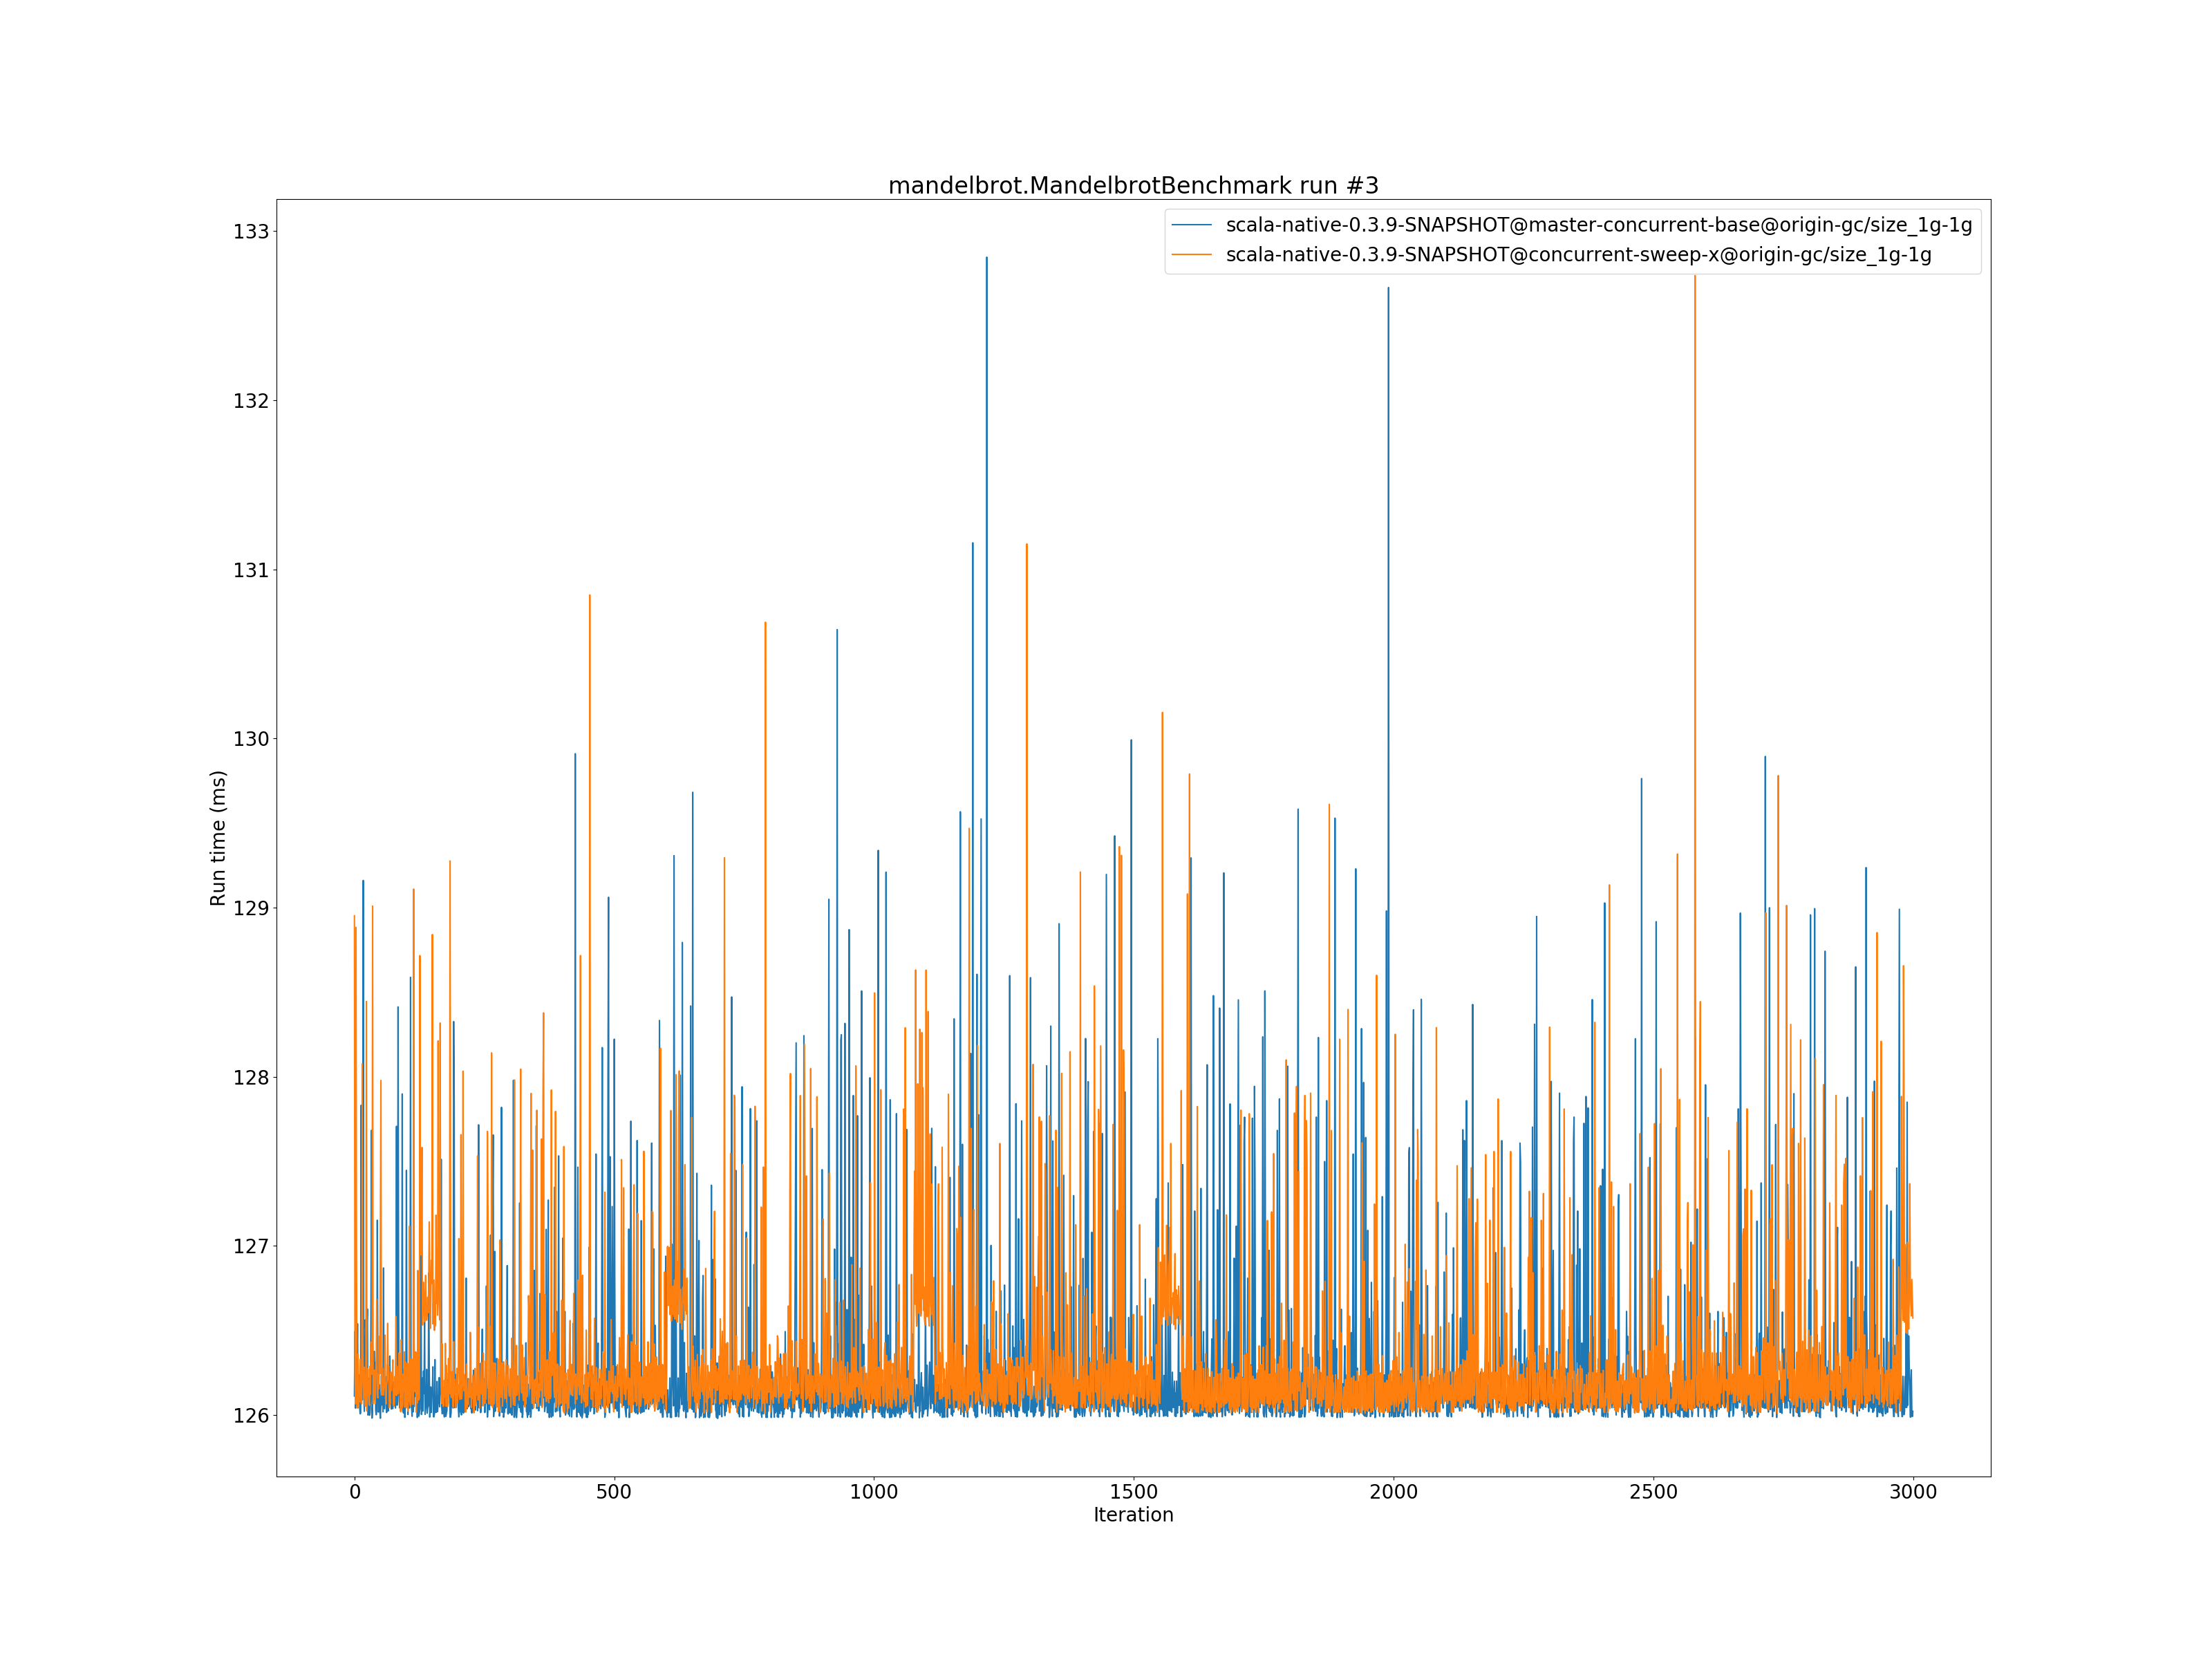 mandelbrot.MandelbrotBenchmark run #3
scala-native-0.3.9-SNAPSHOT@master-concurrent-base@origin-gc/size_1g-1g
scala-native-0.3.9-SNAPSHOT@concurrent-sweep-x@origin-gc/size_1g-1g
133
132
131
130
129
128
127
126
Run time (ms)
0 500 1000 1500 2000 2500 3000
Iteration